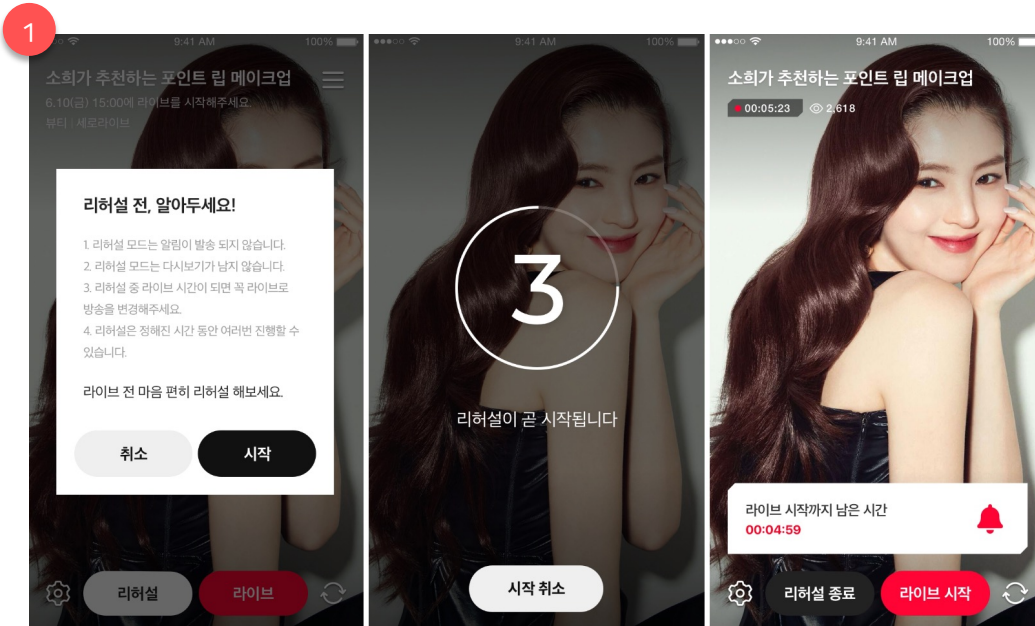 1
9:41 AM
100%
소희가 추천하는 포인트 립 메이크업
6.10(금) 15:00에 라이브를 시작해주세요.
뷰티 | 세로라이브
리허설 전, 알아두세요!
1. 리허설 모드는 알림이 발송 되지 않습니다.
2. 리허설 모드는 다시보기가 남지 않습니다.
3. 리허설 중 라이브 시간이 되면 꼭 라이브로
방송을 변경해주세요.
4. 리허설은 정해진 시간 동안 여러번 진행할 수
있습니다.
라이브 전 마음 편히 리허설 해보세요.
취소
시작
리허설
라이브
9:41 AM
100%
3
리허설이 곧 시작됩니다
시작 취소
9:41 AM
100%
소희가 추천하는 포인트 립 메이크업
00:05:23
2,618
라이브 시작까지 남은 시간
00:04:59
리허설 종료
라이브 시작